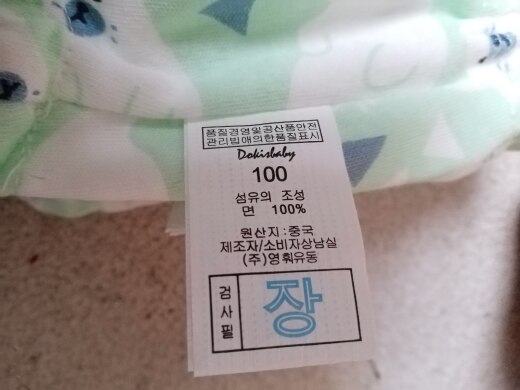 품질경영및공산품안전
관리법에의한품질표시
Dokisbaby
100
섬유의 조성
면 100%
원산지:중국
제조자/소비자상담실
(주)영훠유통
검사필
장